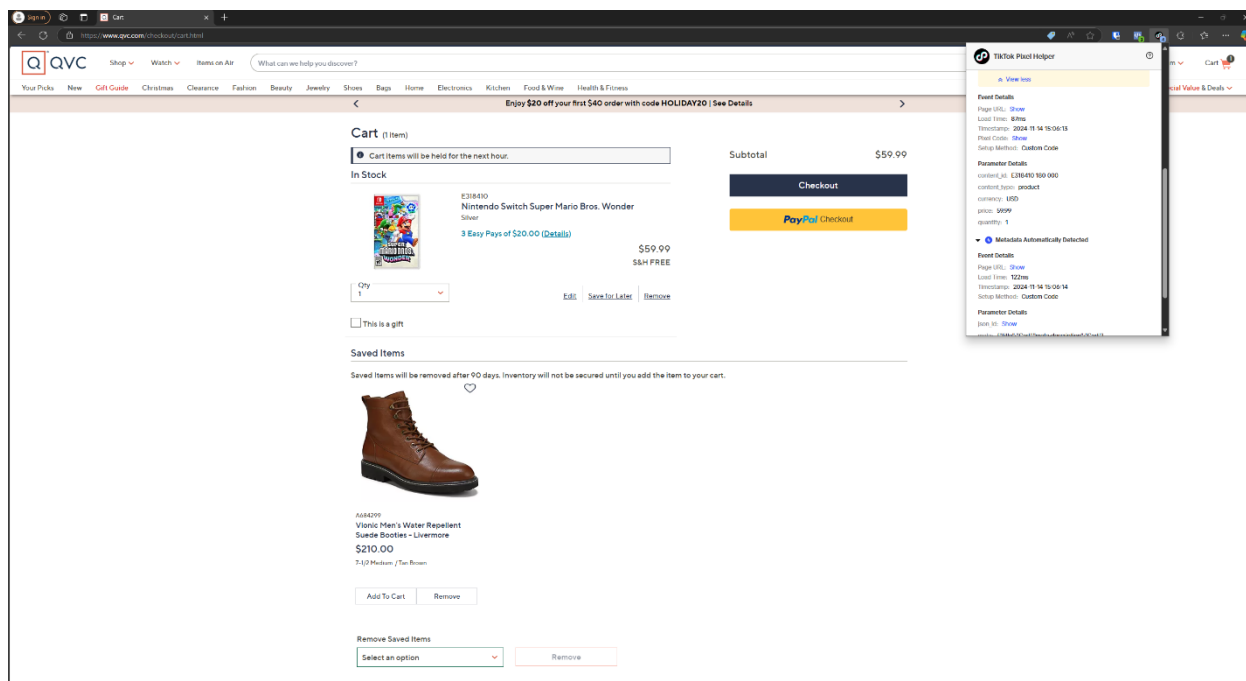 Sign in
Cart
https://www.qvc.com/checkout/cart.html
Q QVC
Shop
Watch
Items on Air
What can we help you discover?
Cart
Your Picks New Gift Guide Christmas Clearance Fashion Beauty Jewelry Shoes Bags Home Electronics Kitchen Food & Wine Health & Fitness
Value & Deals
Enjoy $20 off your first $40 order with code HOLIDAY20 | See Details
Cart (1 item)
Cart items will be held for the next hour.
In Stock
E318410
Nintendo Switch Super Mario Bros. Wonder
Silver
3 Easy Pays of $20.00 (Details)
$59.99
S&H FREE
SUPER
MARIO BROS.
WONDER
Qty
1
Edit
Save for Later
Remove
This is a gift
Subtotal $59.99
Checkout
PayPal Checkout
Saved Items
Saved Items will be removed after 90 days. Inventory will not be secured until you add the item to your cart.
A684299
Vionic Men's Water Repellent
Suede Booties - Livermore
$210.00
7-1/2 Medium / Tan Brown
Add To Cart
Remove
Remove Saved Items
Select an option
Remove
TikTok Pixel Helper
View less
Event Details
Page URL: Show
Load Time: 87ms
Timestamp: 2024-11-14 15:06:13
Pixel Code: Show
Setup Method: Custom Code
Parameter Details
content_id: E318410 180 000
content_type: product
currency: USD
price: 59.99
quantity: 1
Metadata Automatically Detected
Event Details
Page URL: Show
Load Time: 122ms
Timestamp: 2024-11-14 15:06:14
Setup Method: Custom Code
Parameter Details
json_ld: Show